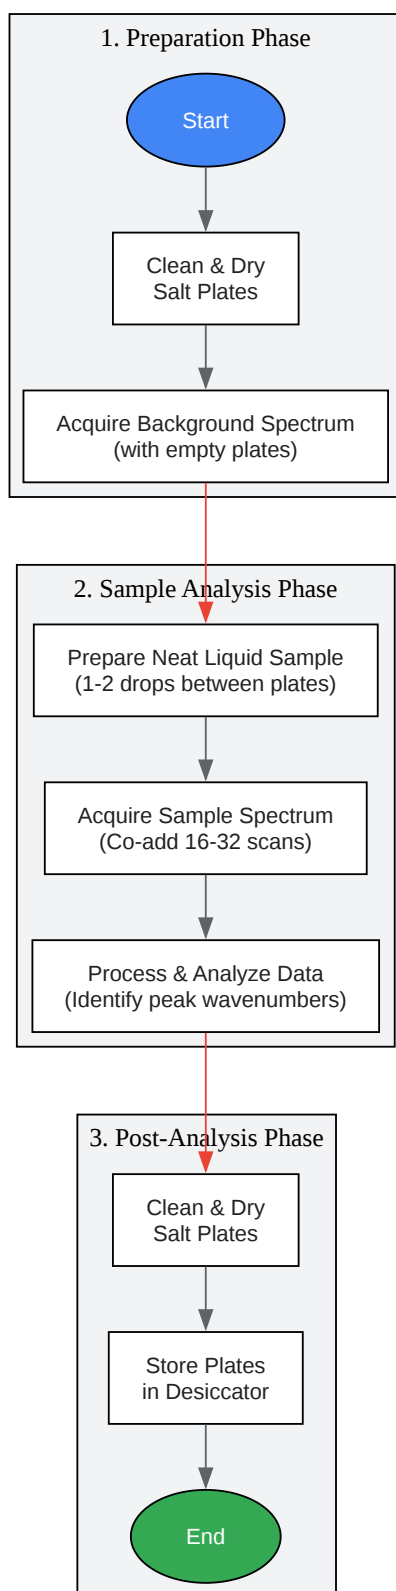 1. Preparation Phase
Start
Clean & Dry
Salt Plates
Acquire Background Spectrum
(with empty plates)
2. Sample Analysis Phase
Prepare Neat Liquid Sample
(1-2 drops between plates)
Acquire Sample Spectrum
(Co-add 16-32 scans)
Process & Analyze Data
(Identify peak wavenumbers)
3. Post-Analysis Phase
Clean & Dry
Salt Plates
Store Plates
in Desiccator
End